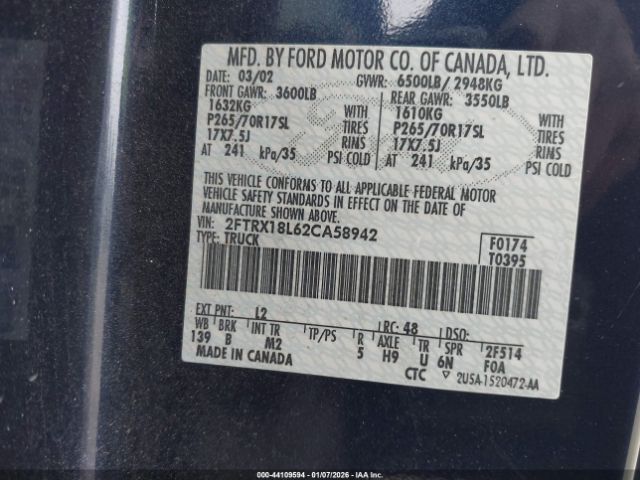 MFD. BY FORD MOTOR CO. OF CANADA, LTD.
DATE: 03/02 GVWR: 6500LB/ 2948KG
FRONT GAWR: 3600LB REAR GAWR: 3550LB
1632KG WITH 1610KG WITH
P265/70R17SL TIRES P265/70R17SL TIRES
17X7.5J RINS 17X7.5J RINS
AT 241 kPa/35 PSI COLD AT 241 kPa/35 PSI COLD
THIS VEHICLE CONFORMS TO ALL APPLICABLE FEDERAL MOTOR
VEHICLE SAFETY STANDARDS IN EFFECT ON THE DATE OF
MANUFACTURE SHOWN ABOVE.
VIN: 2FTRX18L62CA58942
TYPE: TRUCK
F0174
T0395
EXT PNT: L2 RC: 48 DSO:
WB BRK INT TR TP/PS R AXLE TR SPR 2F514
139 B M2 5 H9 U 6N F0A
MADE IN CANADA CTC 2USA-1520472-AA
000-44109594 - 01/07/2026 - IAA Inc.